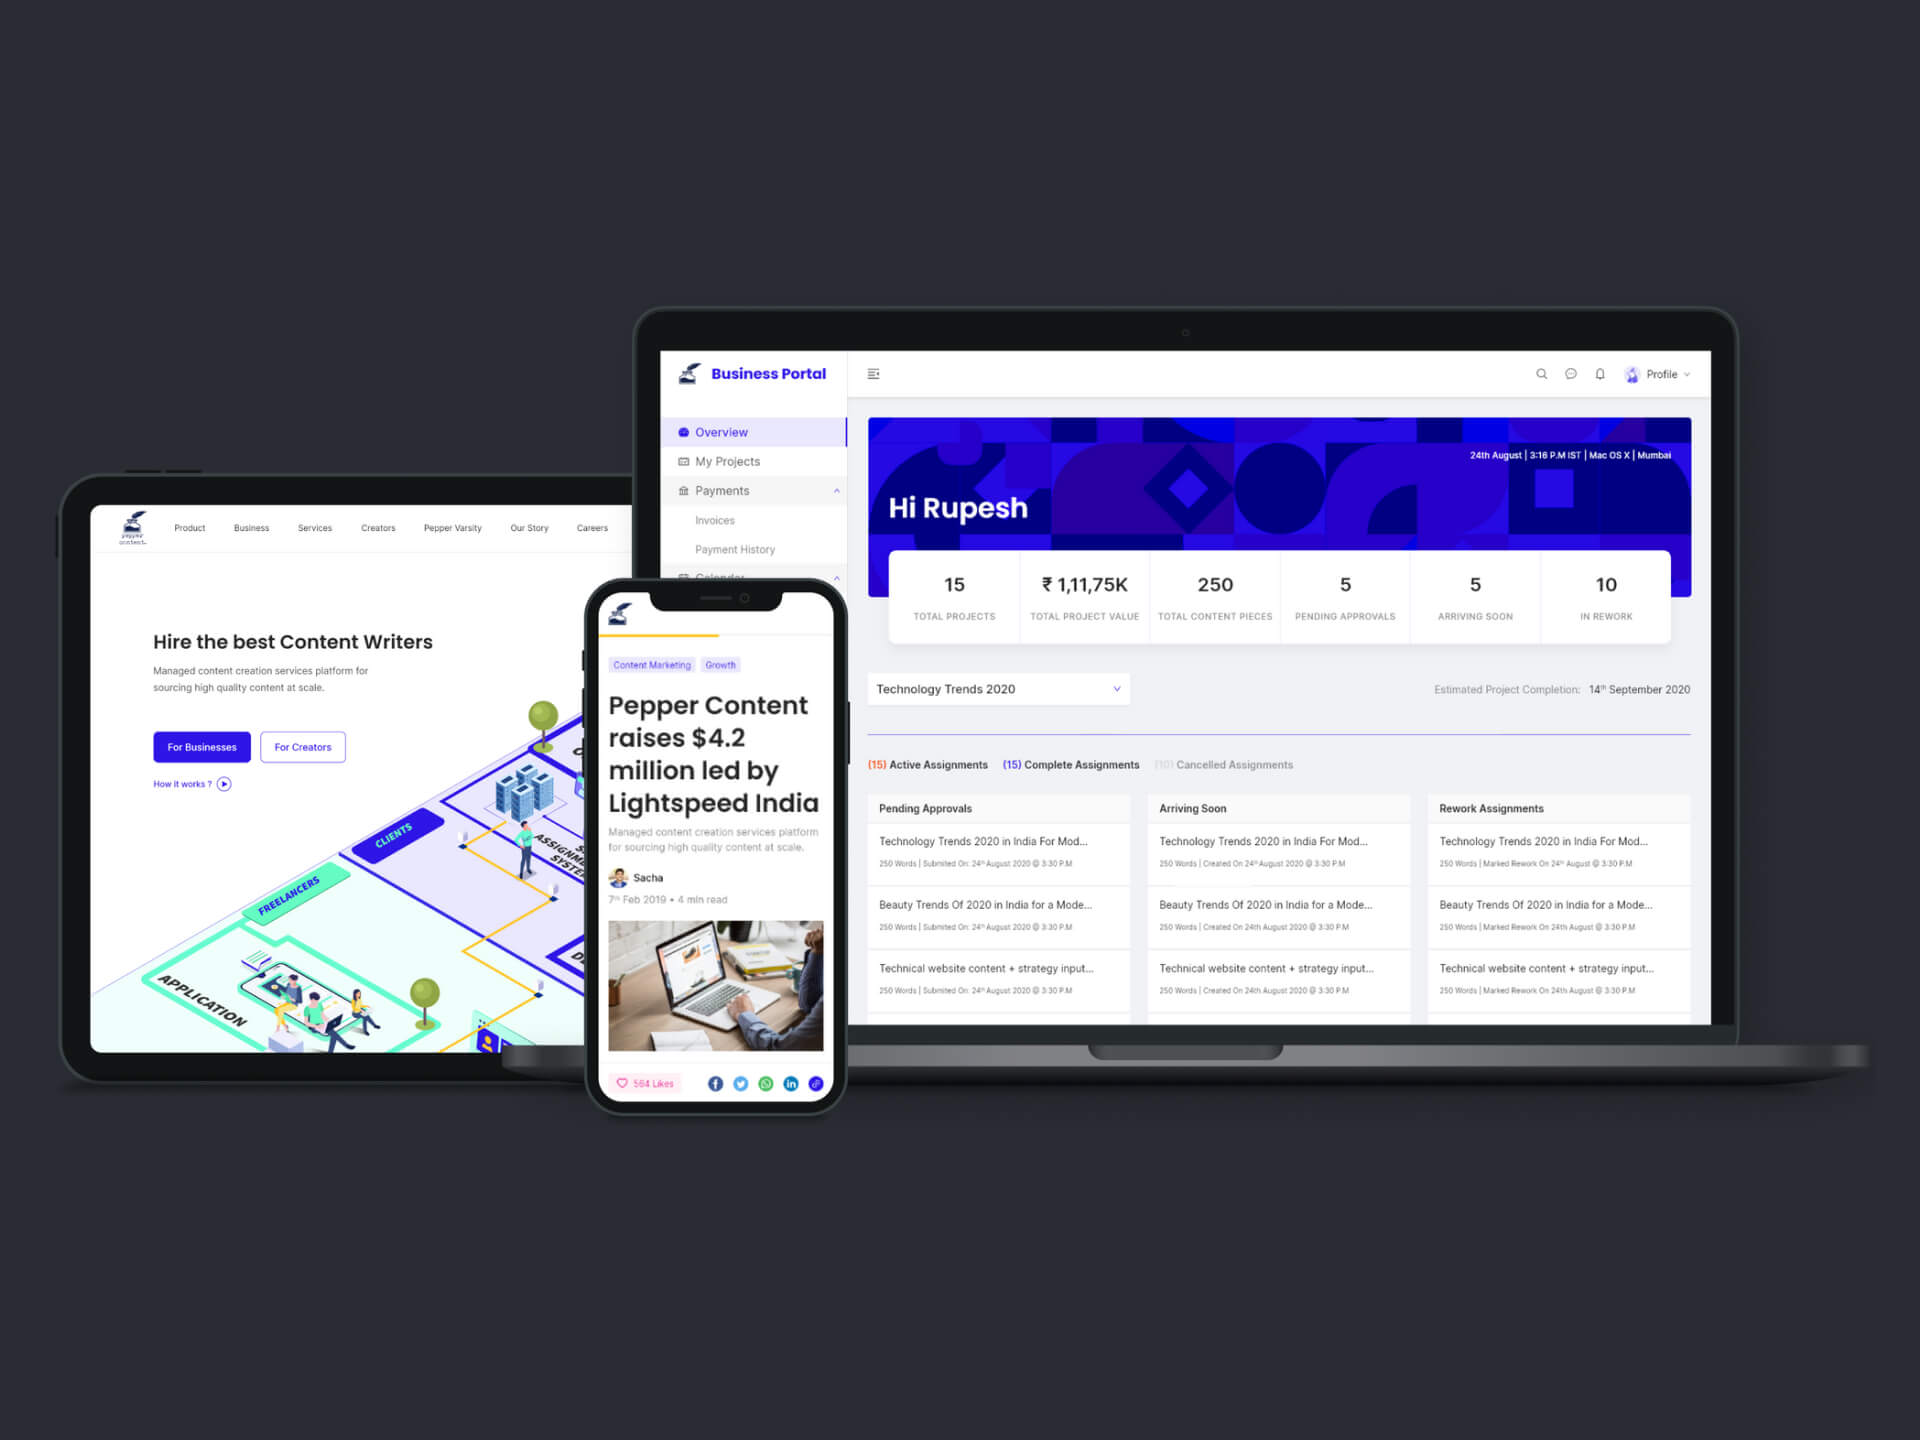 Product Business Services Creators Pepper Varsity Our Story Careers
pepper
content.
Hire the best Content Writers
Managed content creation services platform for
sourcing high quality content at scale.
For Businesses For Creators
How it works ?
CLIENTS
FREELANCERS
APPLICATION
Business Portal
Overview
My Projects
Payments
Invoices
Payment History
Calendar
Profile
24th August | 3:16 P.M IST | Mac OS X | Mumbai
Hi Rupesh
15 ₹ 1,11,75K 250 5 5 10
TOTAL PROJECTS TOTAL PROJECT VALUE TOTAL CONTENT PIECES PENDING APPROVALS ARRIVING SOON IN REWORK
Technology Trends 2020 Estimated Project Completion: 14th September 2020
(15) Active Assignments (15) Complete Assignments (10) Cancelled Assignments
Pending Approvals
Technology Trends 2020 in India For Mod...
250 Words | Submited On: 24th August 2020 @ 3:30 P.M
Beauty Trends Of 2020 in India for a Mode...
250 Words | Submited On: 24th August 2020 @ 3:30 P.M
Technical website content + strategy input...
250 Words | Submited On: 24th August 2020 @ 3:30 P.M
Arriving Soon
Technology Trends 2020 in India For Mod...
250 Words | Created On 24th August 2020 @ 3:30 P.M
Beauty Trends Of 2020 in India for a Mode...
250 Words | Created On 24th August 2020 @ 3:30 P.M
Technical website content + strategy input...
250 Words | Created On 24th August 2020 @ 3:30 P.M
Rework Assignments
Technology Trends 2020 in India For Mod...
250 Words | Marked Rework On 24th August @ 3:30 P.M
Beauty Trends Of 2020 in India for a Mode...
250 Words | Marked Rework On 24th August @ 3:30 P.M
Technical website content + strategy input...
250 Words | Marked Rework On 24th August @ 3:30 P.M
Content Marketing Growth
Pepper Content
raises $4.2
million led by
Lightspeed India
Managed content creation services platform
for sourcing high quality content at scale.
Sacha
7th Feb 2019 • 4 min read
564 Likes